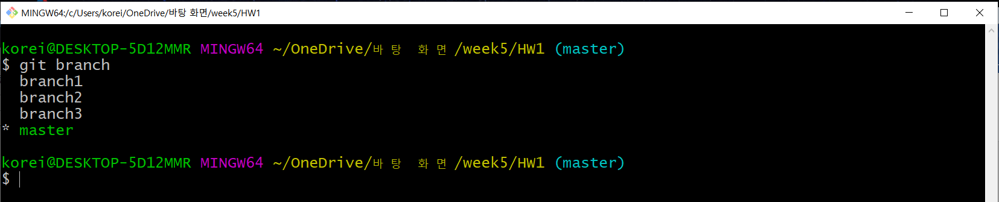 MINGW64:/c/Users/korei/OneDrive/바탕 화면/week5/HW1
korei@DESKTOP-5D12MMR MINGW64 ~/OneDrive/바탕 화면/week5/HW1 (master)
$ git branch
  branch1
  branch2
  branch3
* master
korei@DESKTOP-5D12MMR MINGW64 ~/OneDrive/바탕 화면/week5/HW1 (master)
$